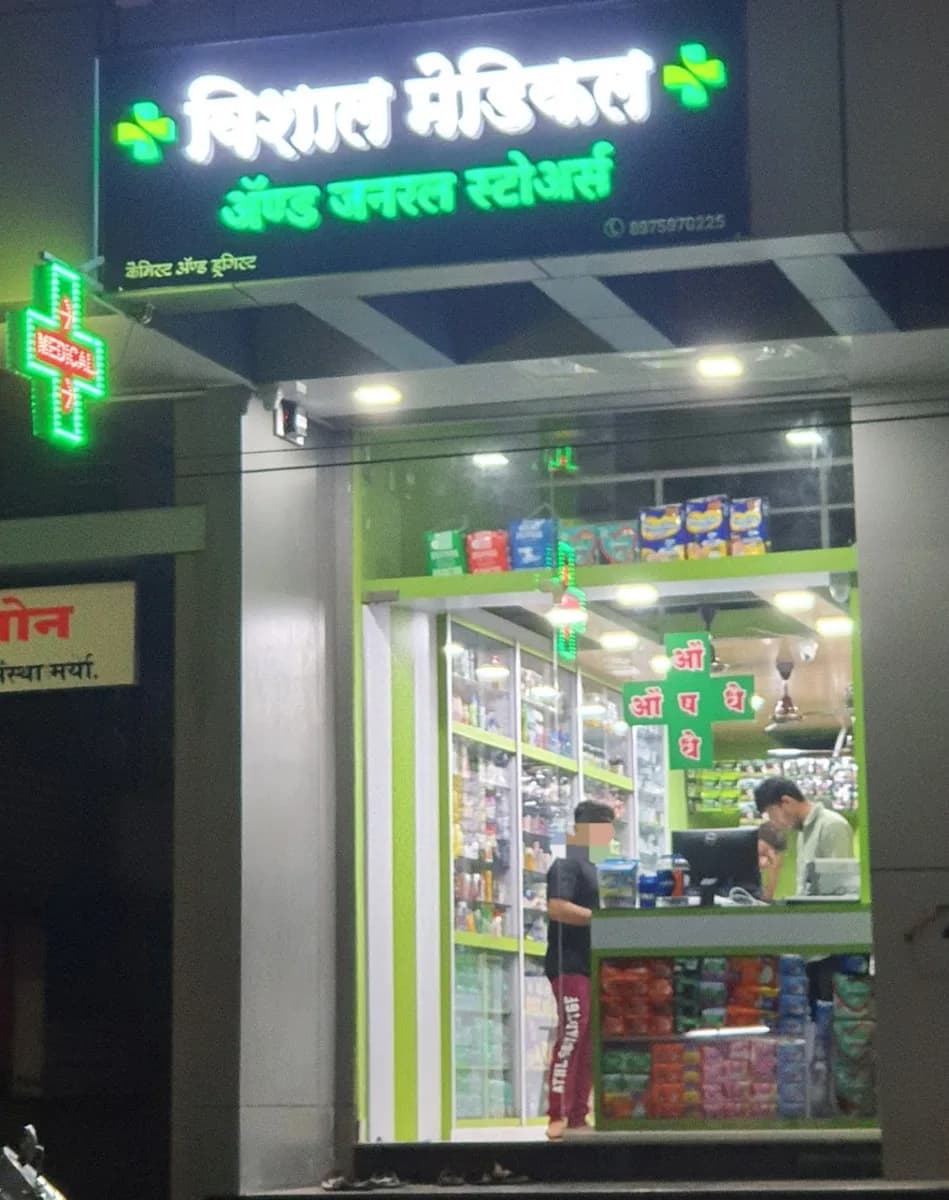 विशाल मेडिकल
ॲण्ड जनरल स्टोअर्स
✆ 8975970225
केमिस्ट ॲण्ड ड्रगिस्ट
MEDICAL
ोन
ंस्था मर्या.
औ
औ ष धे
धे